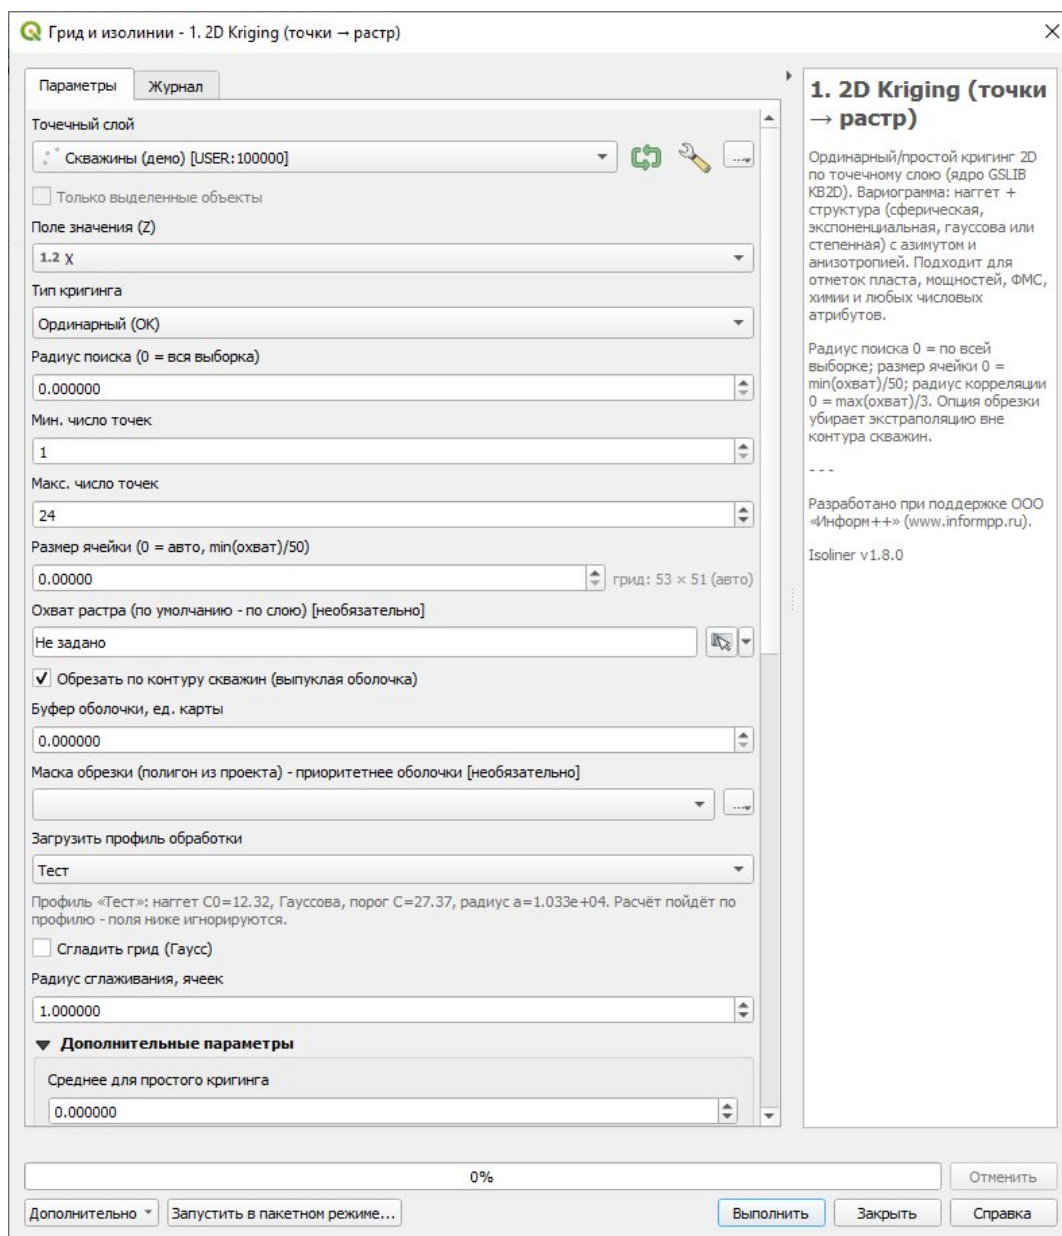 Грид и изолинии - 1. 2D Kriging (точки → растр)
Параметры
Журнал
Точечный слой
Скважины (демо) [USER:100000]
Только выделенные объекты
Поле значения (Z)
1.2 X
Тип кригинга
Ординарный (OK)
Радиус поиска (0 = вся выборка)
0.000000
Мин. число точек
1
Макс. число точек
24
Размер ячейки (0 = авто, min(охват)/50)
0.00000
грид: 53 × 51 (авто)
Охват растра (по умолчанию - по слою) [необязательно]
Не задано
Обрезать по контуру скважин (выпуклая оболочка)
Буфер оболочки, ед. карты
0.000000
Маска обрезки (полигон из проекта) - приоритетнее оболочки [необязательно]
Загрузить профиль обработки
Тест
Профиль «Тест»: наггет C0=12.32, Гауссова, порог C=27.37, радиус a=1.033e+04. Расчёт пойдёт по
профилю - поля ниже игнорируются.
Сгладить грид (Гаусс)
Радиус сглаживания, ячеек
1.000000
Дополнительные параметры
Среднее для простого кригинга
0.000000
1. 2D Kriging (точки
→ растр)
Ординарный/простой кригинг 2D
по точечному слою (ядро GSLIB
KB2D). Вариограмма: наггет +
структура (сферическая,
экспоненциальная, гауссова или
степенная) с азимутом и
анизотропией. Подходит для
отметок пласта, мощностей, ФМС,
химии и любых числовых
атрибутов.
Радиус поиска 0 = по всей
выборке; размер ячейки 0 =
min(охват)/50; радиус корреляции
0 = max(охват)/3. Опция обрезки
убирает экстраполяцию вне
контура скважин.
---
Разработано при поддержке ООО
«Информ++» (www.informpp.ru).
Isoliner v1.8.0
0%
Отменить
Дополнительно
Запустить в пакетном режиме...
Выполнить
Закрыть
Справка